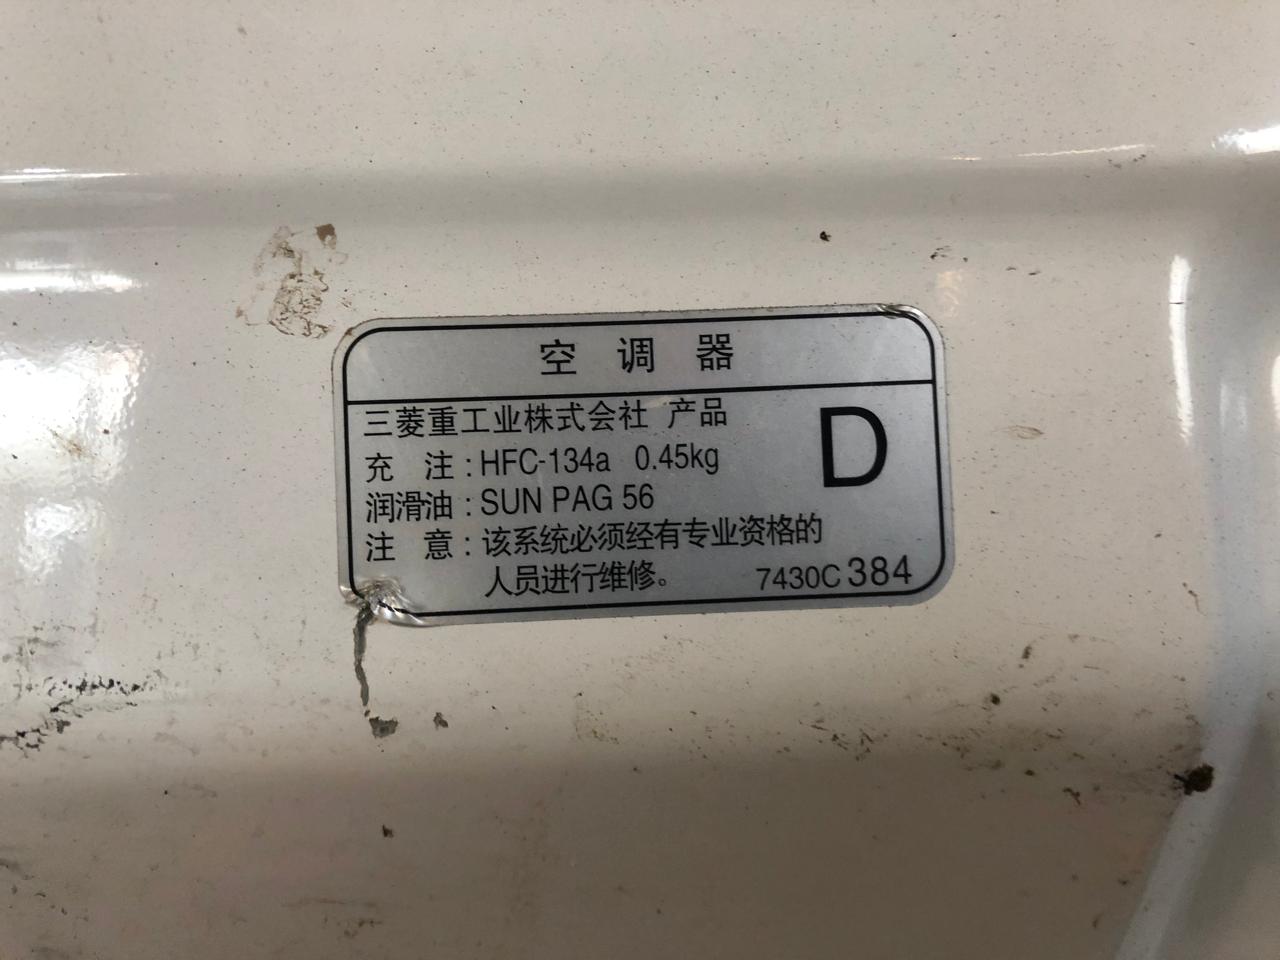 空 调 器
三菱重工业株式会社 产品
D
充 注：HFC-134a 0.45kg
润滑油：SUN PAG 56
注 意：该系统必须经有专业资格的
人员进行维修。
7430C 384